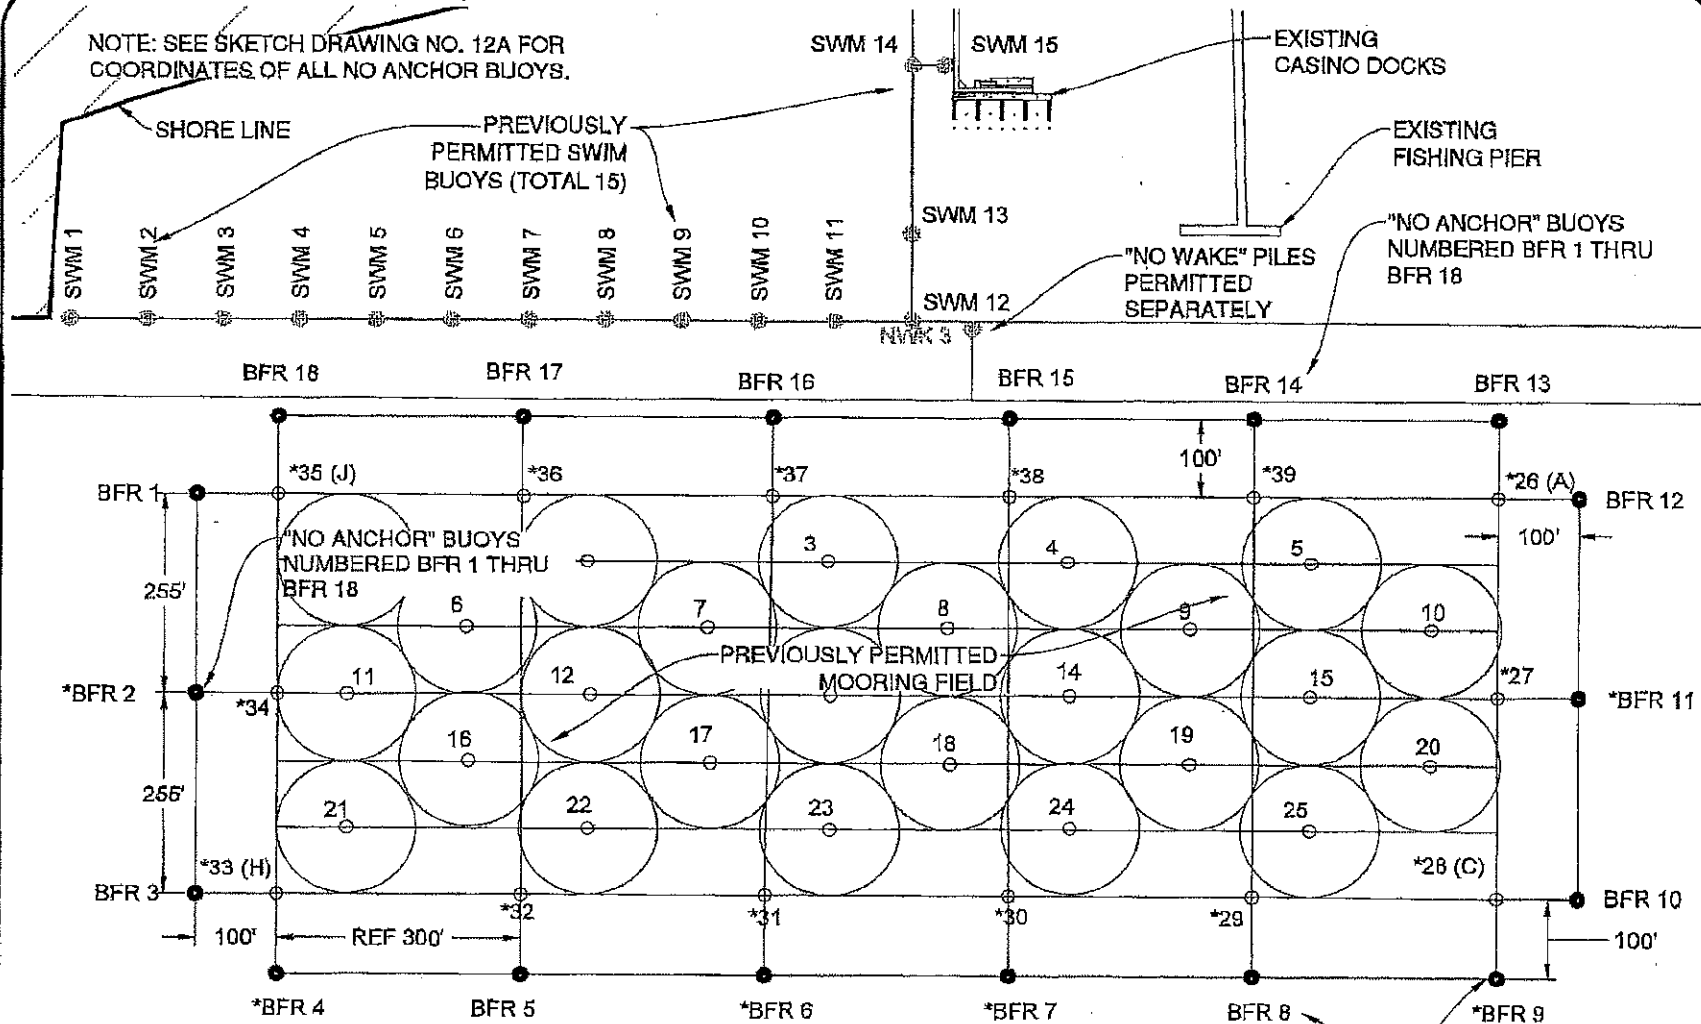 NOTE: SEE SKETCH DRAWING NO. 12A FOR
COORDINATES OF ALL NO ANCHOR BUOYS.
SHORE LINE
PREVIOUSLY
PERMITTED SWIM
BUOYS (TOTAL 15)
SWM 14
SWM 15
EXISTING
CASINO DOCKS
EXISTING
FISHING PIER
SWM 13
"NO WAKE" PILES
PERMITTED
SEPARATELY
"NO ANCHOR" BUOYS
NUMBERED BFR 1 THRU
BFR 18
SWM 1
SWM 2
SWM 3
SWM 4
SWM 5
SWM 6
SWM 7
SWM 8
SWM 9
SWM 10
SWM 11
SWM 12
NWK 3
BFR 18
BFR 17
BFR 16
BFR 15
BFR 14
BFR 13
BFR 1
*35 (J)
*36
*37
*38
100'
*39
*26 (A)
BFR 12
100'
"NO ANCHOR" BUOYS
NUMBERED BFR 1 THRU
BFR 18
255'
3
4
5
6
7
8
9
10
PREVIOUSLY PERMITTED
MOORING FIELD
*BFR 2
*34
11
12
14
15
*27
*BFR 11
16
17
18
19
20
255'
21
22
23
24
25
*33 (H)
*28 (C)
BFR 3
*32
*31
*30
*29
BFR 10
100'
REF 300'
100'
*BFR 4
BFR 5
*BFR 6
*BFR 7
BFR 8
*BFR 9